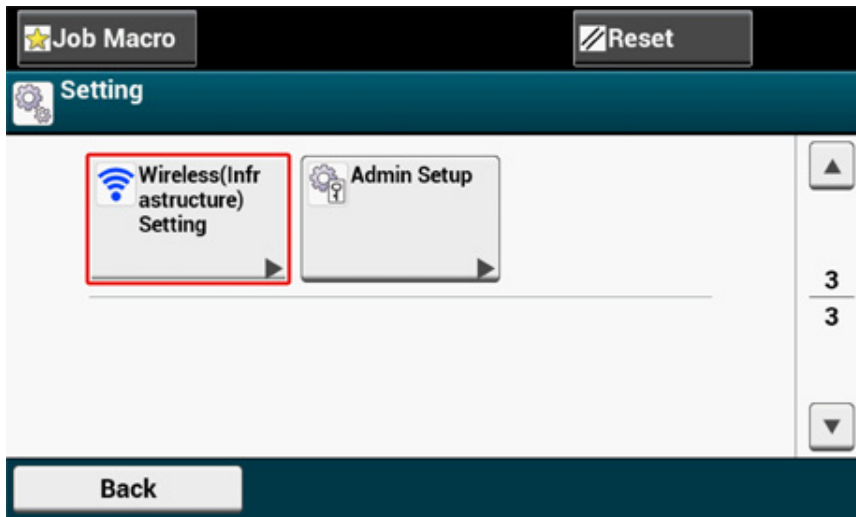 Job Macro
Reset
Setting
Wireless(Infr
astructure)
Setting
Admin Setup
3
3
Back